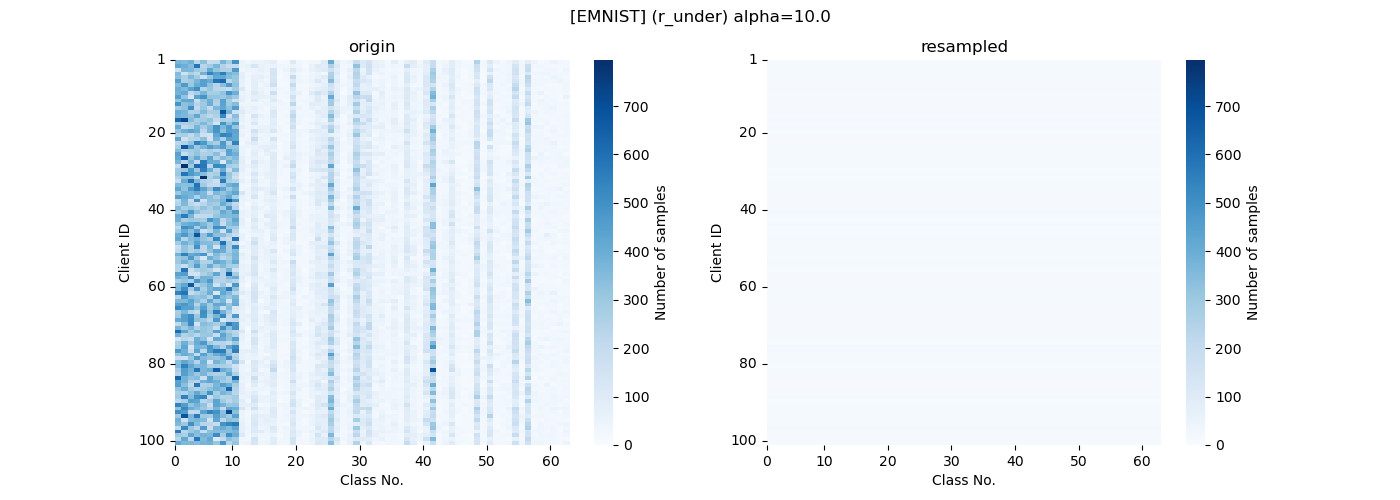 [EMNIST] (r_under) alpha=10.0
origin
1
20
40
60
80
100
Client ID
0 10 20 30 40 50 60
Class No.
700
600
500
400
300
200
100
0
Number of samples
resampled
1
20
40
60
80
100
Client ID
0 10 20 30 40 50 60
Class No.
700
600
500
400
300
200
100
0
Number of samples